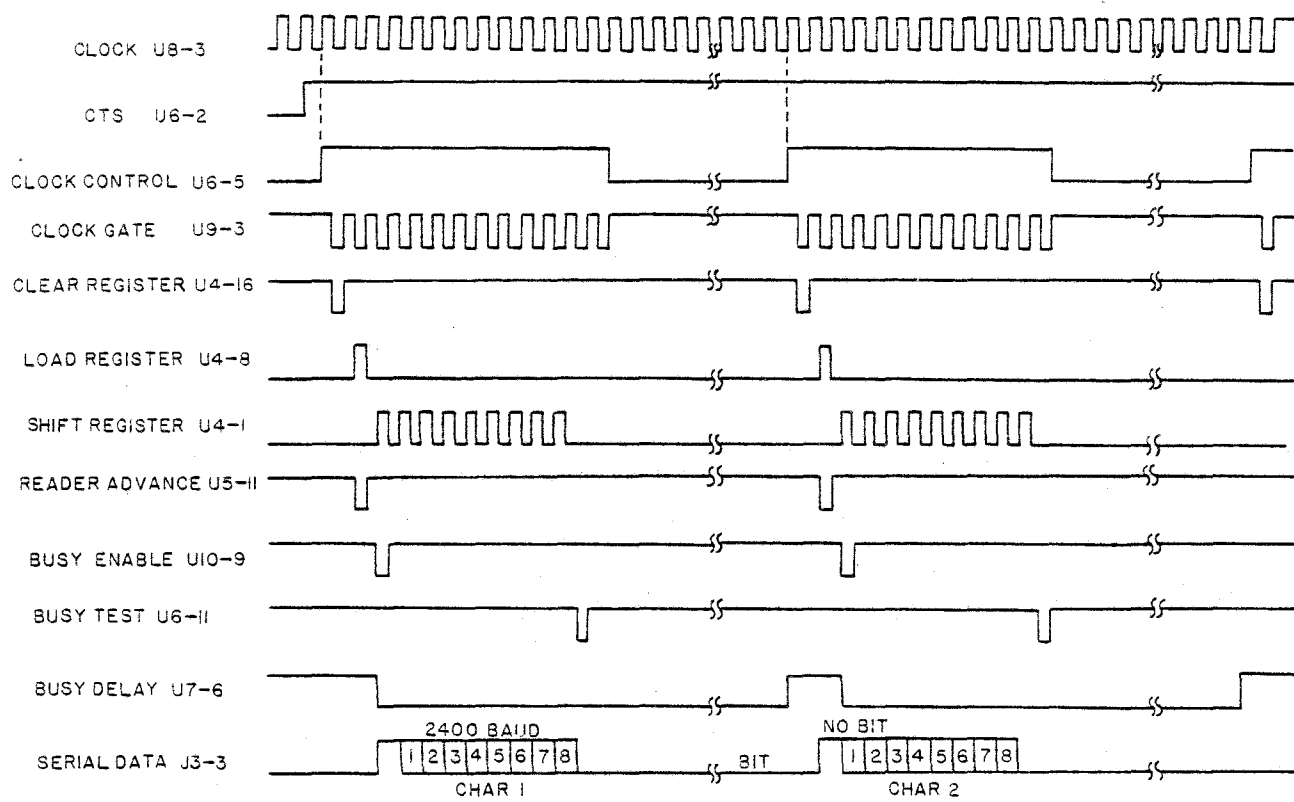 CLOCK U8-3
CTS U6-2
CLOCK CONTROL U6-5
CLOCK GATE U9-3
CLEAR REGISTER U4-16
LOAD REGISTER U4-8
SHIFT REGISTER U4-1
READER ADVANCE U5-11
BUSY ENABLE U10-9
BUSY TEST U6-11
BUSY DELAY U7-6
2400 BAUD NO BIT
SERIAL DATA J3-3 1 2 3 4 5 6 7 8 BIT 1 2 3 4 5 6 7 8
CHAR 1 CHAR 2